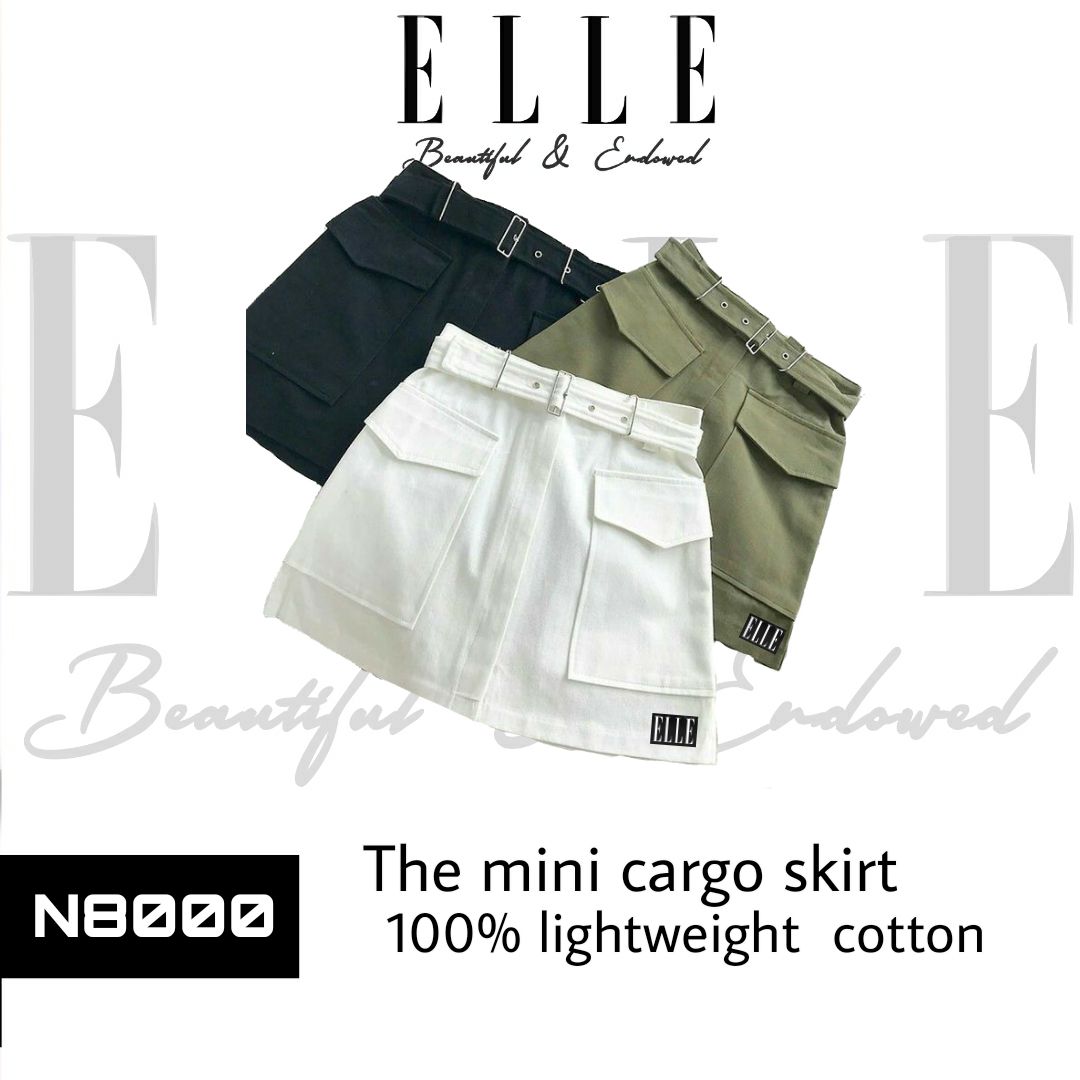 ELLE
Beautiful & Endowed
E L L E
Beautiful & Endowed
ELLE
ELLE
N8000
The mini cargo skirt
100% lightweight cotton